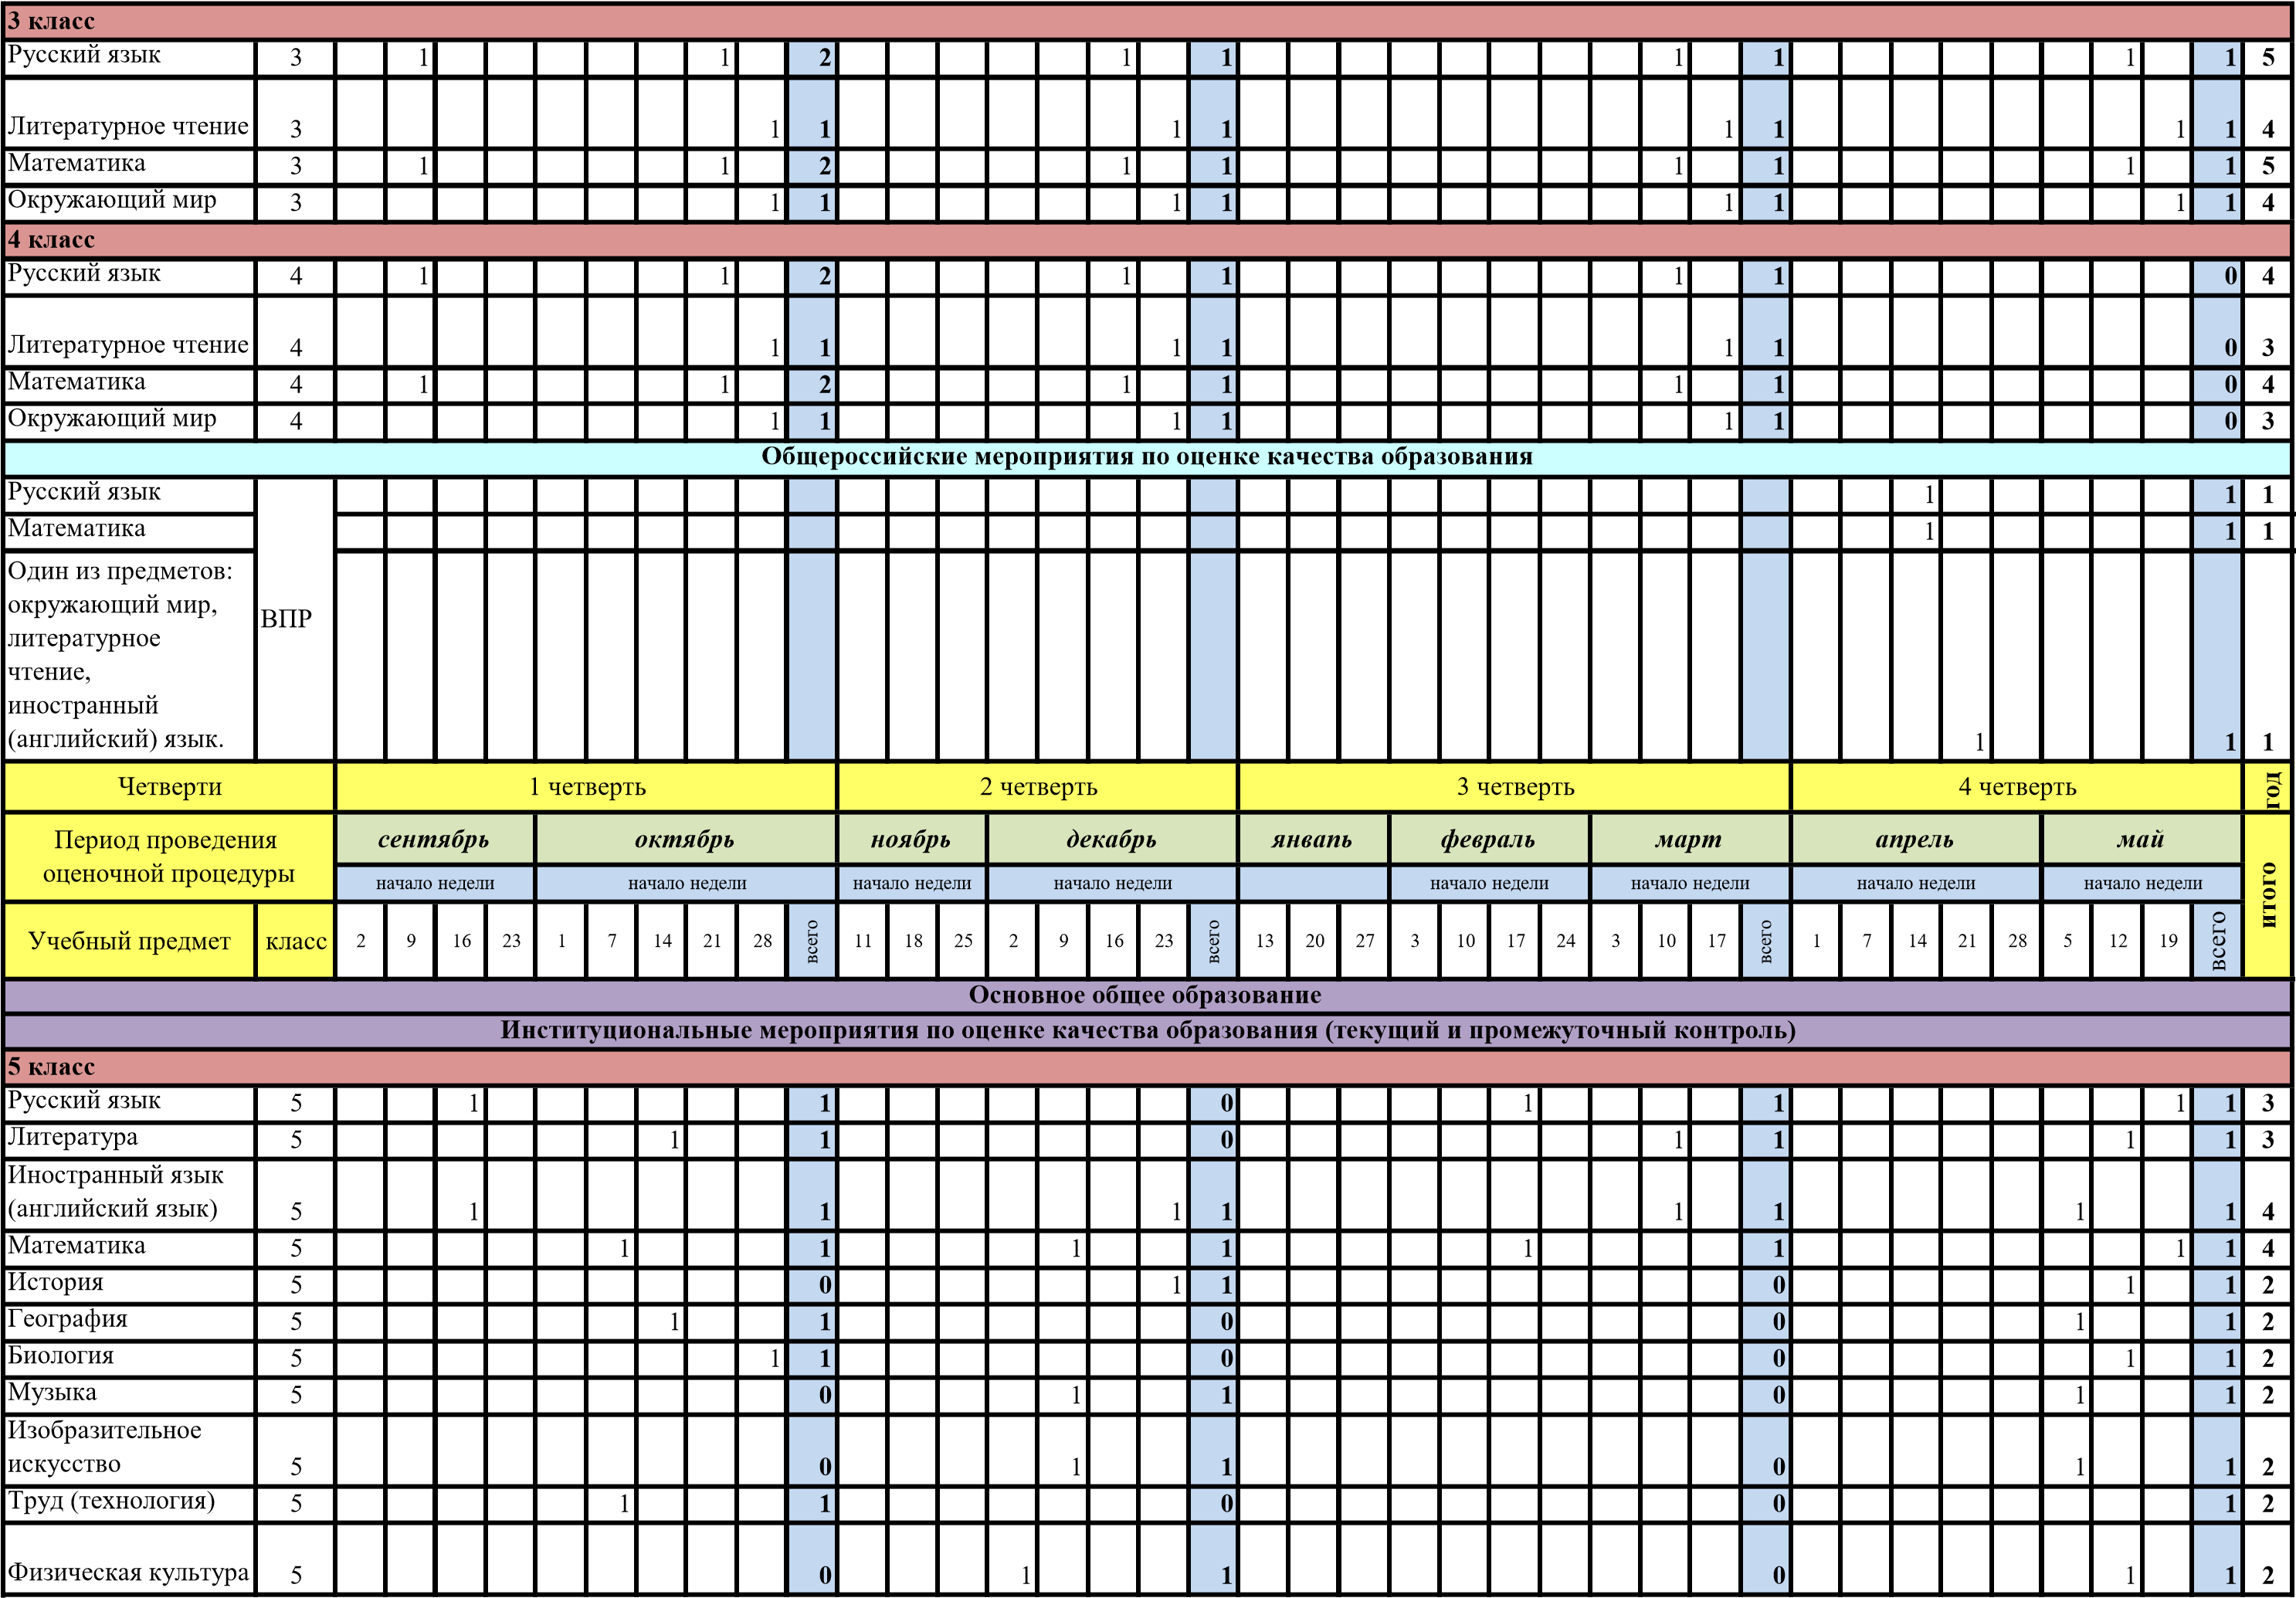 3 класс
Русский язык 3 1 1 2 1 1 1 1 1 1 5
Литературное чтение 3 1 1 1 1 1 1 1 1 4
Математика 3 1 1 2 1 1 1 1 1 1 5
Окружающий мир 3 1 1 1 1 1 1 1 1 4
4 класс
Русский язык 4 1 1 2 1 1 1 1 0 4
Литературное чтение 4 1 1 1 1 1 1 0 3
Математика 4 1 1 2 1 1 1 1 0 4
Окружающий мир 4 1 1 1 1 1 1 0 3
Общероссийские мероприятия по оценке качества образования
Русский язык 1 1 1
Математика 1 1 1
Один из предметов:
окружающий мир,
литературное
чтение,
иностранный
(английский) язык. 1 1 1
ВПР
Четверти 1 четверть 2 четверть 3 четверть 4 четверть год
Период проведения
оценочной процедуры
сентябрь октябрь ноябрь декабрь январь февраль март апрель май
начало недели начало недели начало недели начало недели начало недели начало недели начало недели начало недели
итого
Учебный предмет класс 2 9 16 23 1 7 14 21 28 всего 11 18 25 2 9 16 23 всего 13 20 27 3 10 17 24 3 10 17 всего 1 7 14 21 28 5 12 19 всего
Основное общее образование
Институциональные мероприятия по оценке качества образования (текущий и промежуточный контроль)
5 класс
Русский язык 5 1 1 0 1 1 1 1 3
Литература 5 1 1 0 1 1 1 1 3
Иностранный язык
(английский язык) 5 1 1 1 1 1 1 1 1 4
Математика 5 1 1 1 1 1 1 1 1 4
История 5 0 1 1 0 1 1 2
География 5 1 1 0 0 1 1 2
Биология 5 1 1 0 0 1 1 2
Музыка 5 0 1 1 0 1 1 2
Изобразительное
искусство 5 0 1 1 0 1 1 2
Труд (технология) 5 1 1 0 0 1 2
Физическая культура 5 0 1 1 0 1 1 2